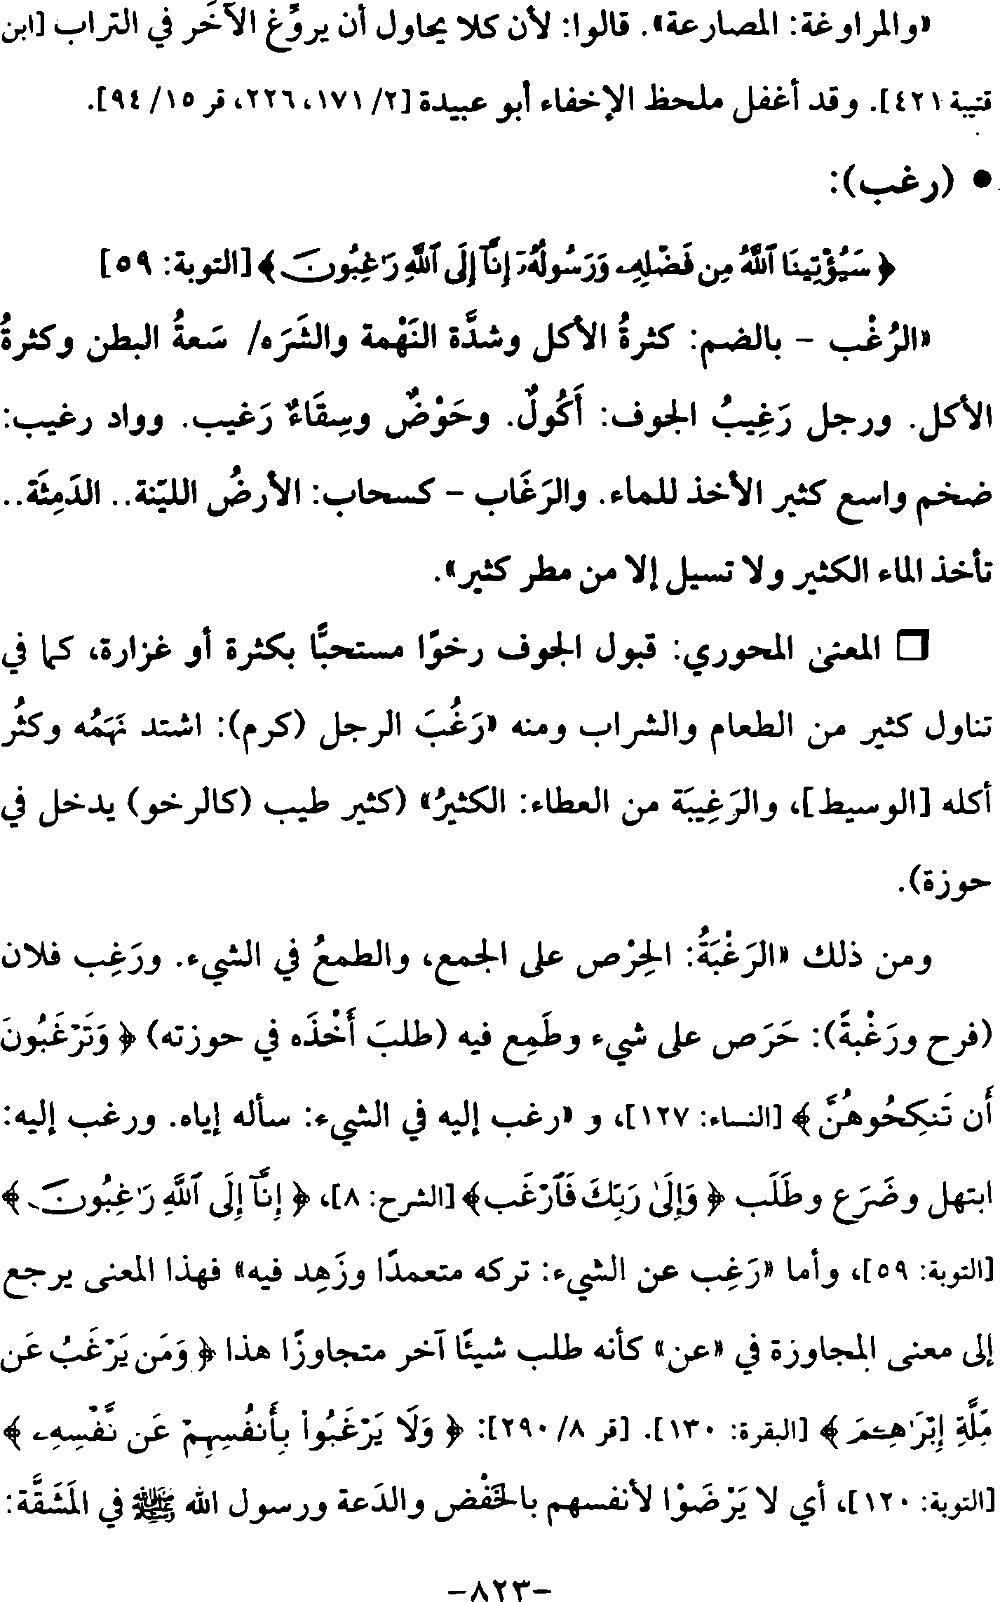 «والمراوغة: المصارعة». قالوا: لأن كلا يحاول أن يروِّغ الآخَر في التراب [ابن
قتيبة ٤٢١]. وقد أغفل ملحظ الإخفاء أبو عبيدة [٢/ ١٧١، ٢٢٦، قر ١٥/ ٩٤].
● (رغب):
﴿ سَيُؤْتِينَا ٱللَّهُ مِن فَضْلِهِۦ وَرَسُولُهُۥٓ إِنَّآ إِلَى ٱللَّهِ رَٰغِبُونَ ﴾ [التوبة: ٥٩]
«الرُغْب - بالضم: كثرةُ الأكل وشدَّة النَهْمة والشَرَه/ سَعةُ البطن وكثرةُ
الأكل. ورجل رَغِيبُ الجوف: أَكُولٌ. وحَوْضٌ وسِقَاءٌ رَغيب. وواد رغيب:
ضخم واسع كثير الأخذ للماء. والرَغَاب - كسحاب: الأرضُ الليّنة.. الدَمِثَة..
تأخذ الماء الكثير ولا تسيل إلا من مطر كثير».
❒ المعنى المحوري: قبول الجوف رخوًا مستحبًّا بكثرة أو غزارة، كما في
تناول كثير من الطعام والشراب ومنه «رَغُبَ الرجل (كرم): اشتد نَهَمُه وكثُر
أكله [الوسيط]، والرَغِيبَة من العطاء: الكثيرُ» (كثير طيب (كالرخو) يدخل في
حوزة).
ومن ذلك «الرَغْبَةُ: الحِرْص على الجمع، والطمعُ في الشيء. ورَغِب فلان
(فرح ورَغْبةً): حَرَص على شيء وطَمِع فيه (طلبَ أَخْذَه في حوزته) ﴿ وَتَرْغَبُونَ
أَن تَنكِحُوهُنَّ ﴾ [النساء: ١٢٧]، و «رغب إليه في الشيء: سأله إياه. ورغب إليه:
ابتهل وضَرَع وطَلَب ﴿ وَإِلَىٰ رَبِّكَ فَٱرْغَب﴾ [الشرح: ٨]، ﴿ إِنَّآ إِلَى ٱللَّهِ رَٰغِبُونَ ﴾
[التوبة: ٥٩]، وأما «رَغِب عن الشيء: تركه متعمدًا وزَهِد فيه» فهذا المعنى يرجع
إلى معنى المجاوزة في «عن» كأنه طلب شيئًا آخر متجاوزًا هذا ﴿ وَمَن يَرْغَبُ عَن
مِّلَّةِ إِبْرَٰهِـۧمَ ﴾ [البقرة: ١٣٠]. [قر ٨/ ٢٩٠]: ﴿ وَلَا يَرْغَبُوا۟ بِأَنفُسِهِمْ عَن نَّفْسِهِۦ ﴾
[التوبة: ١٢٠]، أي لا يَرْضَوْا لأنفسهم بالخَفْض والدَعة ورسول الله ﷺ في المَشَقَّة:
-٨٢٣-